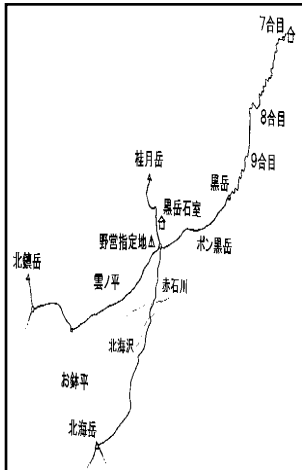 7合目
8合目
9合目
桂月岳
黒岳
黒岳石室
野営指定地
ポン黒岳
北鎮岳
雲ノ平
赤石川
北海沢
お鉢平
北海岳